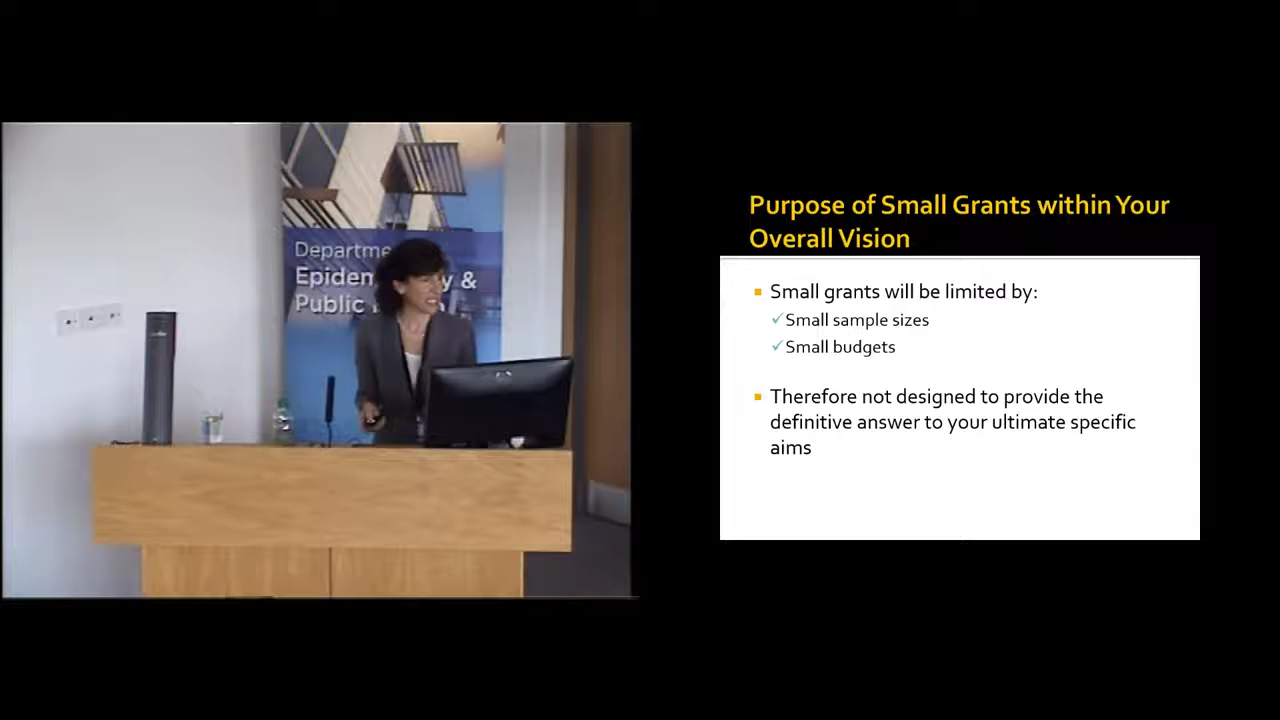 Departme
Epidem y &
Public
Purpose of Small Grants within Your
Overall Vision
Small grants will be limited by:
Small sample sizes
Small budgets
Therefore not designed to provide the
definitive answer to your ultimate specific
aims